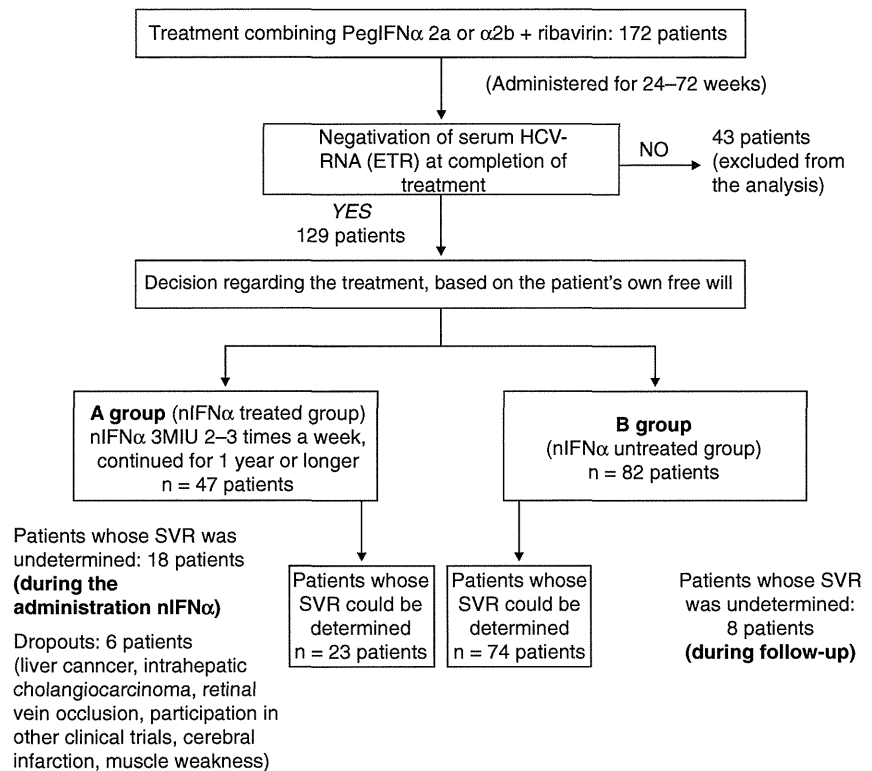 Treatment combining PegIFNα 2a or α2b + ribavirin: 172 patients
(Administered for 24–72 weeks)
Negativation of serum HCV-
RNA (ETR) at completion of
treatment
NO
43 patients
(excluded from
the analysis)
YES
129 patients
Decision regarding the treatment, based on the patient's own free will
A group (nIFNα treated group)
nIFNα 3MIU 2–3 times a week,
continued for 1 year or longer
n = 47 patients
B group
(nIFNα untreated group)
n = 82 patients
Patients whose SVR was
undetermined: 18 patients
(during the
administration nIFNα)
Dropouts: 6 patients
(liver canncer, intrahepatic
cholangiocarcinoma, retinal
vein occlusion, participation in
other clinical trials, cerebral
infarction, muscle weakness)
Patients whose
SVR could be
determined
n = 23 patients
Patients whose
SVR could be
determined
n = 74 patients
Patients whose SVR
was undetermined:
8 patients
(during follow-up)